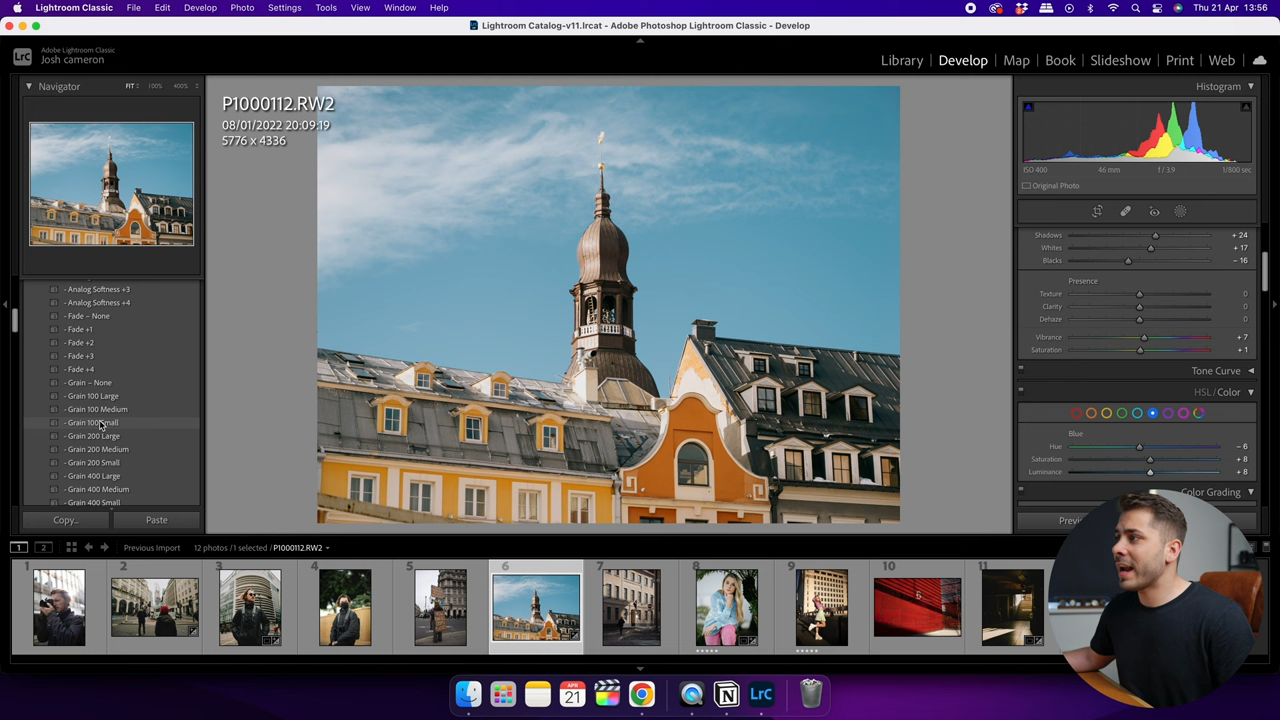 Lightroom Classic File Edit Develop Photo Settings Tools View Window Help Thu 21 Apr 13:56
Lightroom Catalog-v11.lrcat - Adobe Photoshop Lightroom Classic - Develop
LrC
Adobe Lightroom Classic
Josh cameron
Library | Develop | Map | Book | Slideshow | Print | Web
Navigator FIT 100% 400%
- Analog Softness +3
- Analog Softness +4
- Fade – None
- Fade +1
- Fade +2
- Fade +3
- Fade +4
- Grain – None
- Grain 100 Large
- Grain 100 Medium
- Grain 100 Small
- Grain 200 Large
- Grain 200 Medium
- Grain 200 Small
- Grain 400 Large
- Grain 400 Medium
- Grain 400 Small
Copy... Paste
P1000112.RW2
08/01/2022 20:09:19
5776 x 4336
Histogram
ISO 400 46 mm f / 3.9 1/800 sec
Original Photo
Shadows + 24
Whites + 17
Blacks – 16
Presence
Texture 0
Clarity 0
Dehaze 0
Vibrance + 7
Saturation + 1
Tone Curve
HSL / Color
Blue
Hue – 6
Saturation + 8
Luminance + 8
Color Grading
1 2 Previous Import 12 photos / 1 selected / P1000112.RW2
1 2 3 4 5 6 7 8 9 10 11
LrC
APR
21